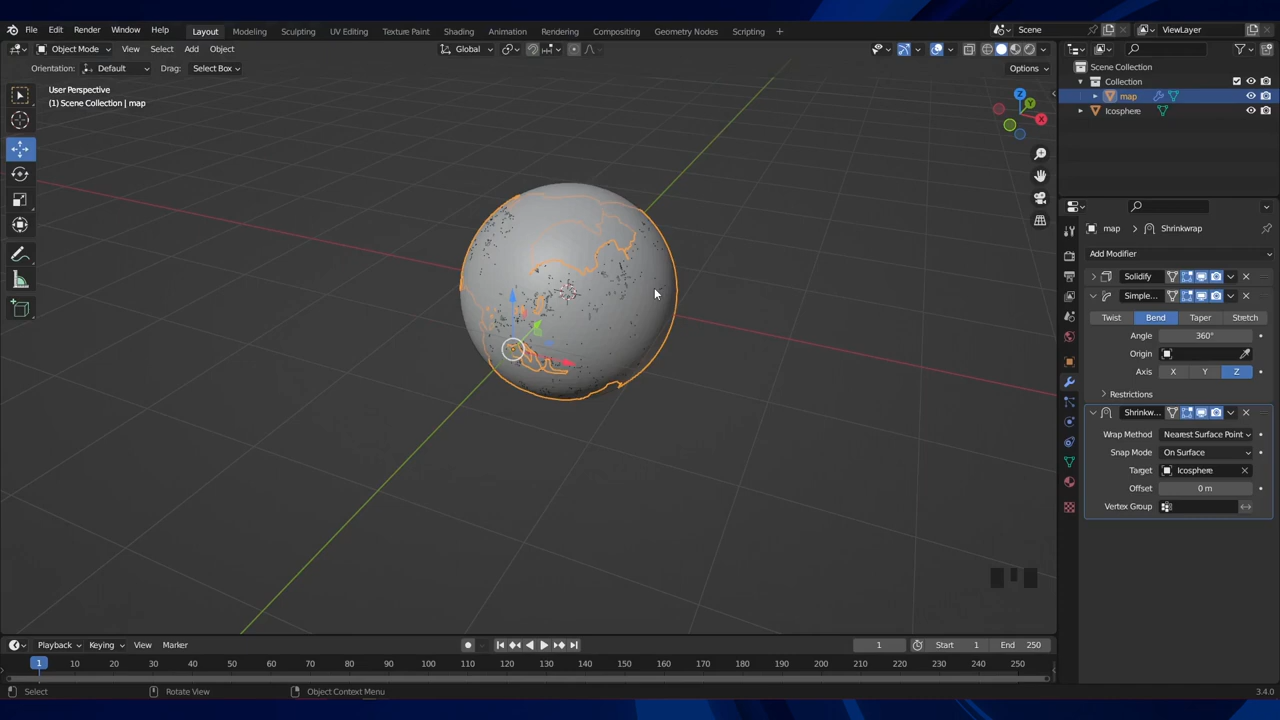 File Edit Render Window Help Layout Modeling Sculpting UV Editing Texture Paint Shading Animation Rendering Compositing Geometry Nodes Scripting + Scene ViewLayer
Object Mode View Select Add Object Global
Orientation: Default Drag: Select Box Options
User Perspective
(1) Scene Collection | map
Z
Y
X
Scene Collection
Collection
map
Icosphere
map > Shrinkwrap
Add Modifier
Solidify
Simple...
Twist Bend Taper Stretch
Angle 360°
Origin
Axis X Y Z
Restrictions
Shrinkw...
Wrap Method Nearest Surface Point
Snap Mode On Surface
Target Icosphere
Offset 0 m
Vertex Group
Playback Keying View Marker 1 Start 1 End 250
1 10 20 30 40 50 60 70 80 90 100 110 120 130 140 150 160 170 180 190 200 210 220 230 240 250
Select Rotate View Object Context Menu 3.4.0